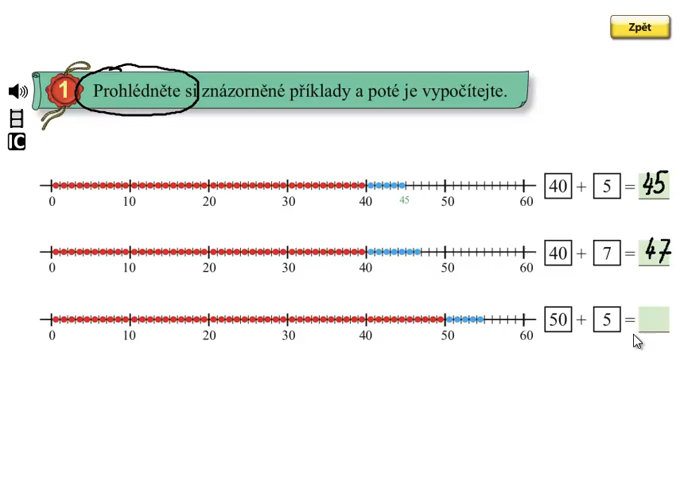 Zpět
1 Prohlédněte si znázorněné příklady a poté je vypočítejte.
IC
0 10 20 30 40 45 50 60 40 + 5 = 45
0 10 20 30 40 50 60 40 + 7 = 47
0 10 20 30 40 50 60 50 + 5 =